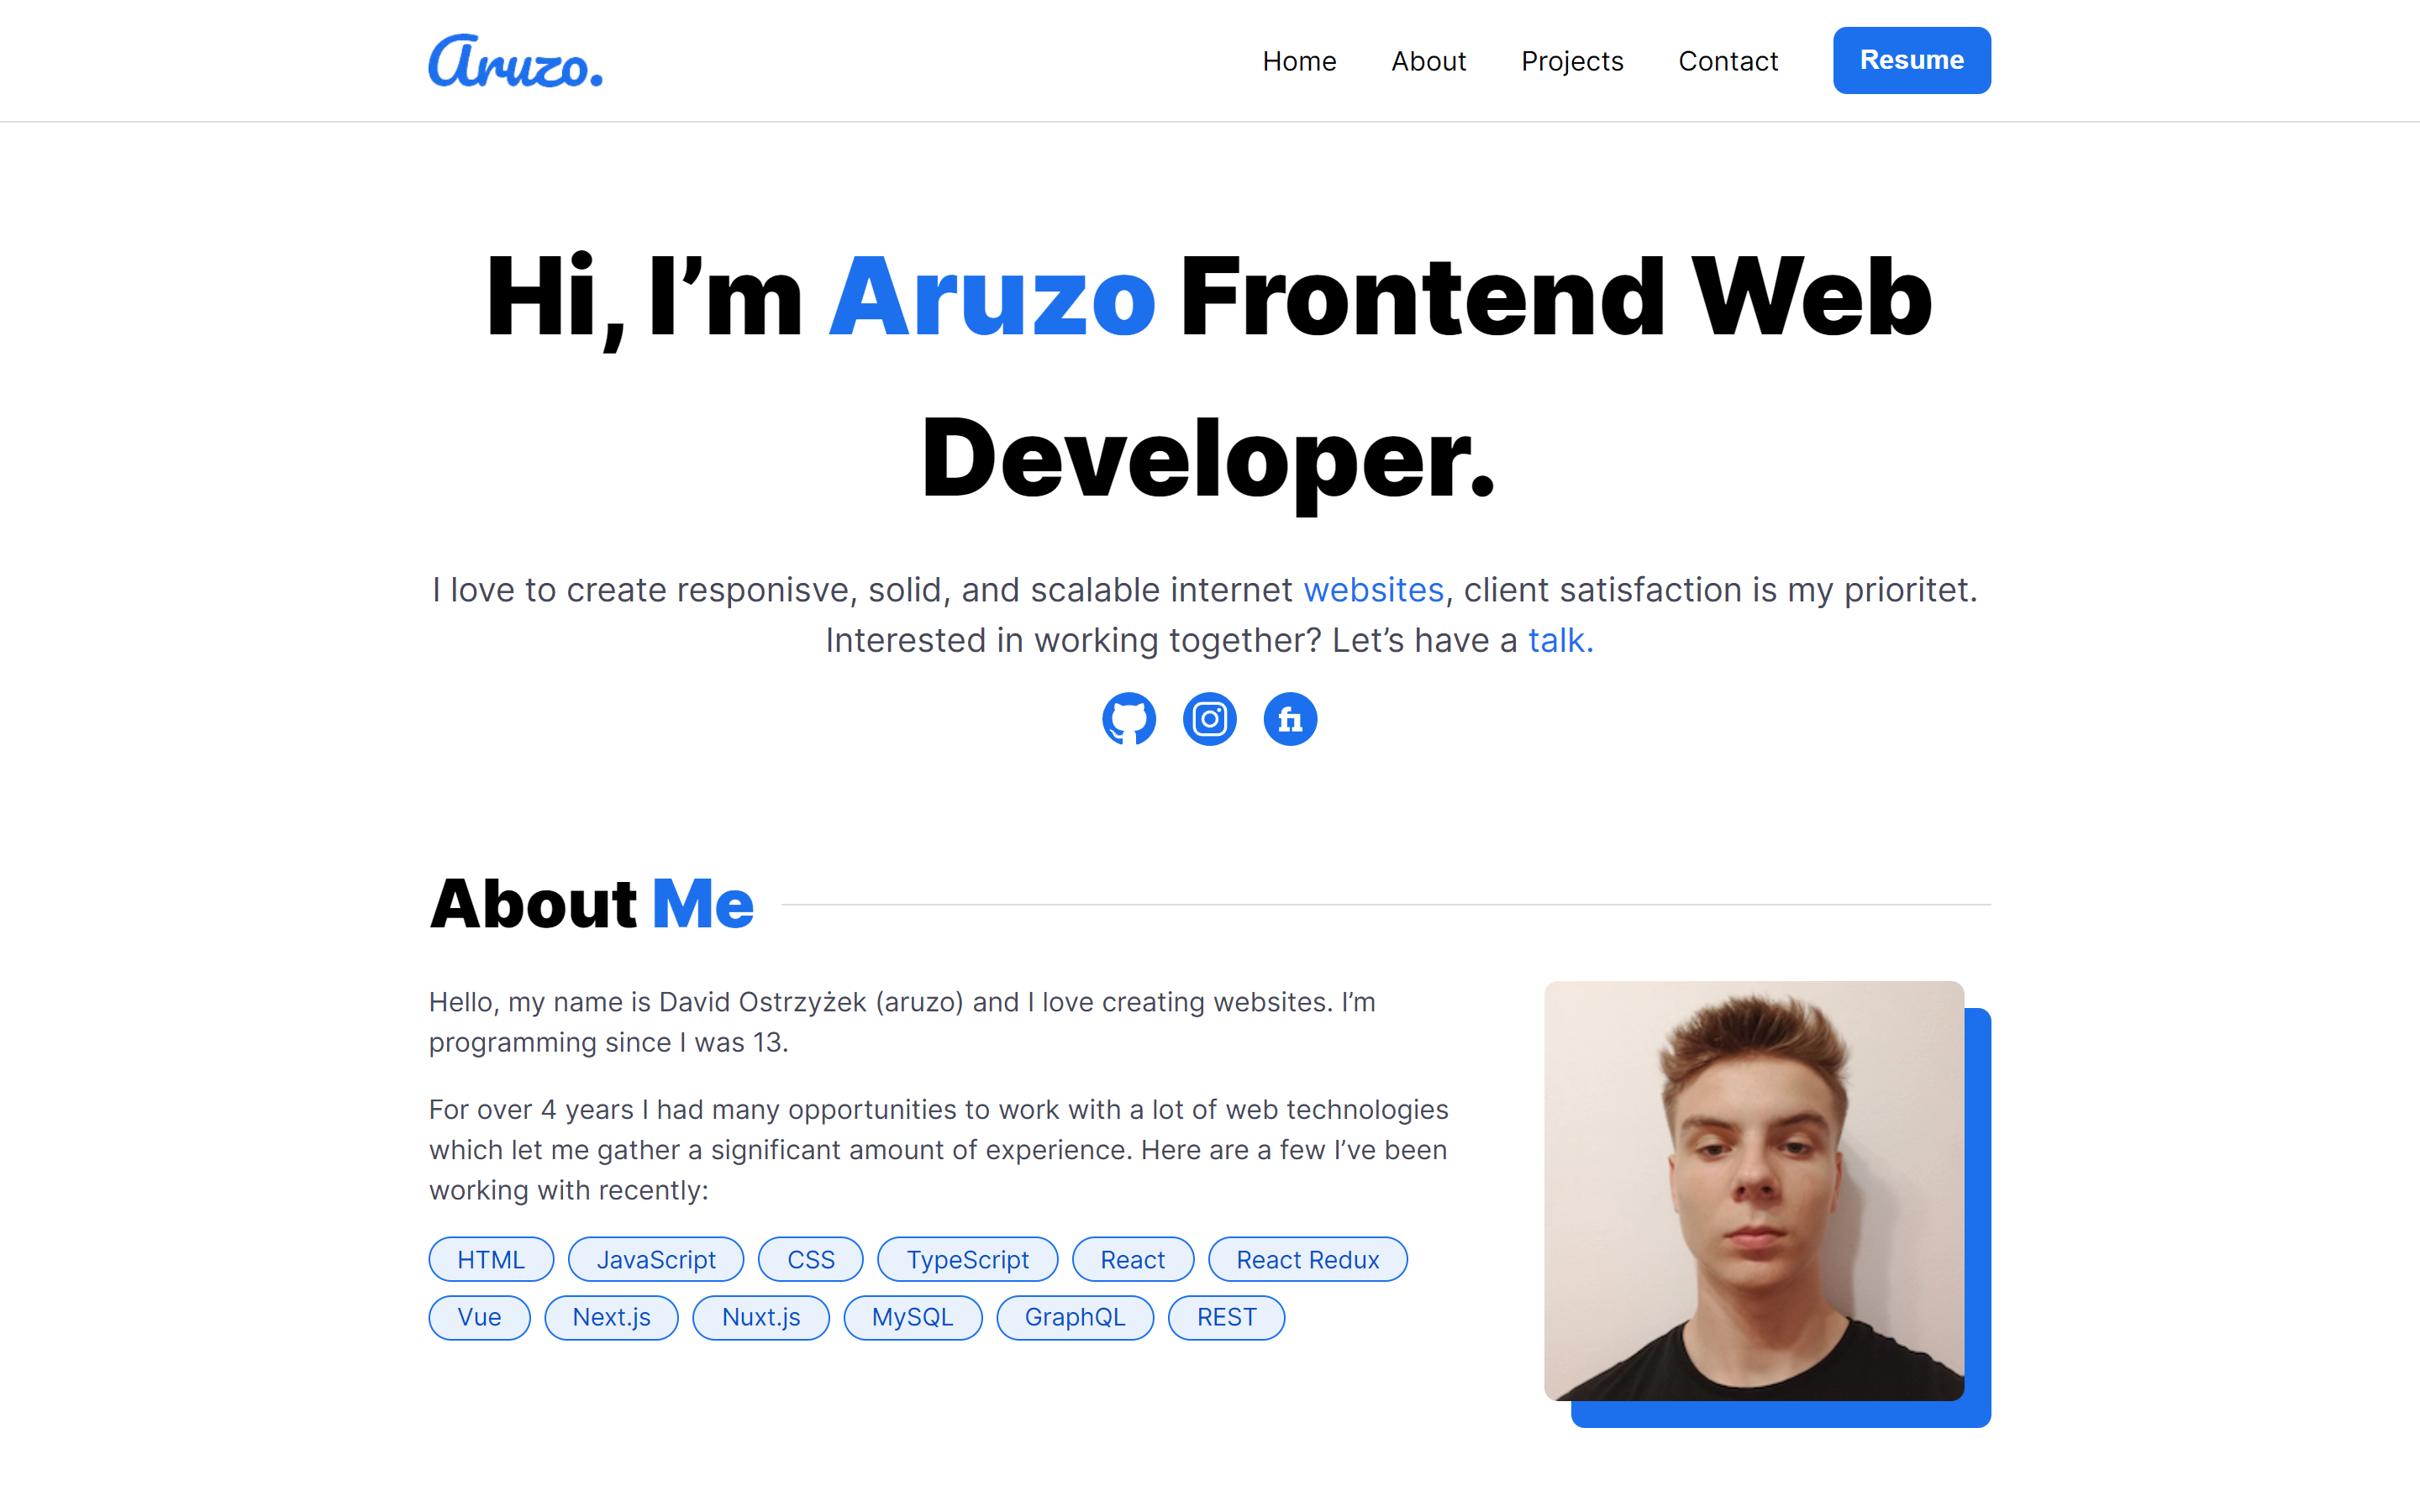 Aruzo.
Home About Projects Contact Resume
Hi, I’m Aruzo Frontend Web
Developer.
I love to create responisve, solid, and scalable internet websites, client satisfaction is my prioritet.
Interested in working together? Let’s have a talk.
fi
About Me
Hello, my name is David Ostrzyżek (aruzo) and I love creating websites. I’m
programming since I was 13.
For over 4 years I had many opportunities to work with a lot of web technologies
which let me gather a significant amount of experience. Here are a few I’ve been
working with recently:
HTML JavaScript CSS TypeScript React React Redux
Vue Next.js Nuxt.js MySQL GraphQL REST